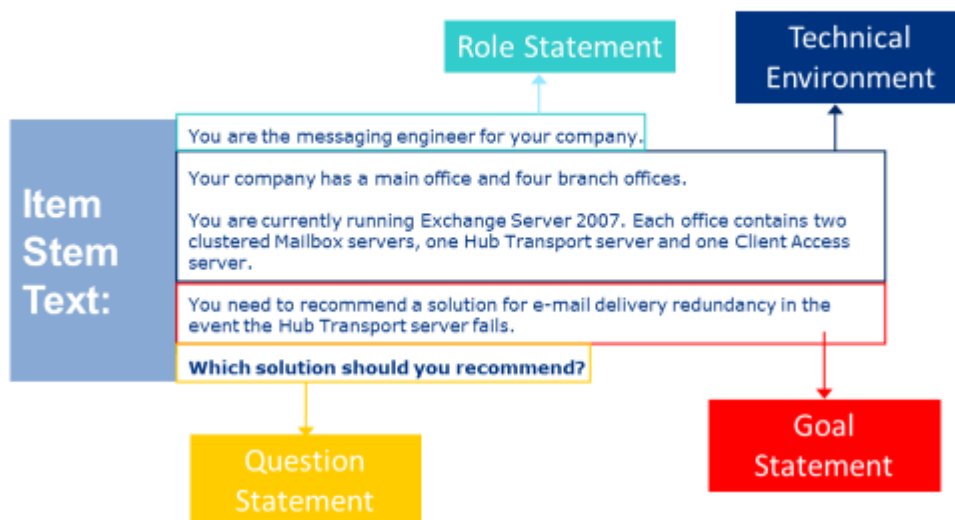 Role Statement
Technical
Environment
Item
Stem
Text:
You are the messaging engineer for your company.
Your company has a main office and four branch offices.
You are currently running Exchange Server 2007. Each office contains two
clustered Mailbox servers, one Hub Transport server and one Client Access
server.
You need to recommend a solution for e-mail delivery redundancy in the
event the Hub Transport server fails.
Which solution should you recommend?
Question
Statement
Goal
Statement